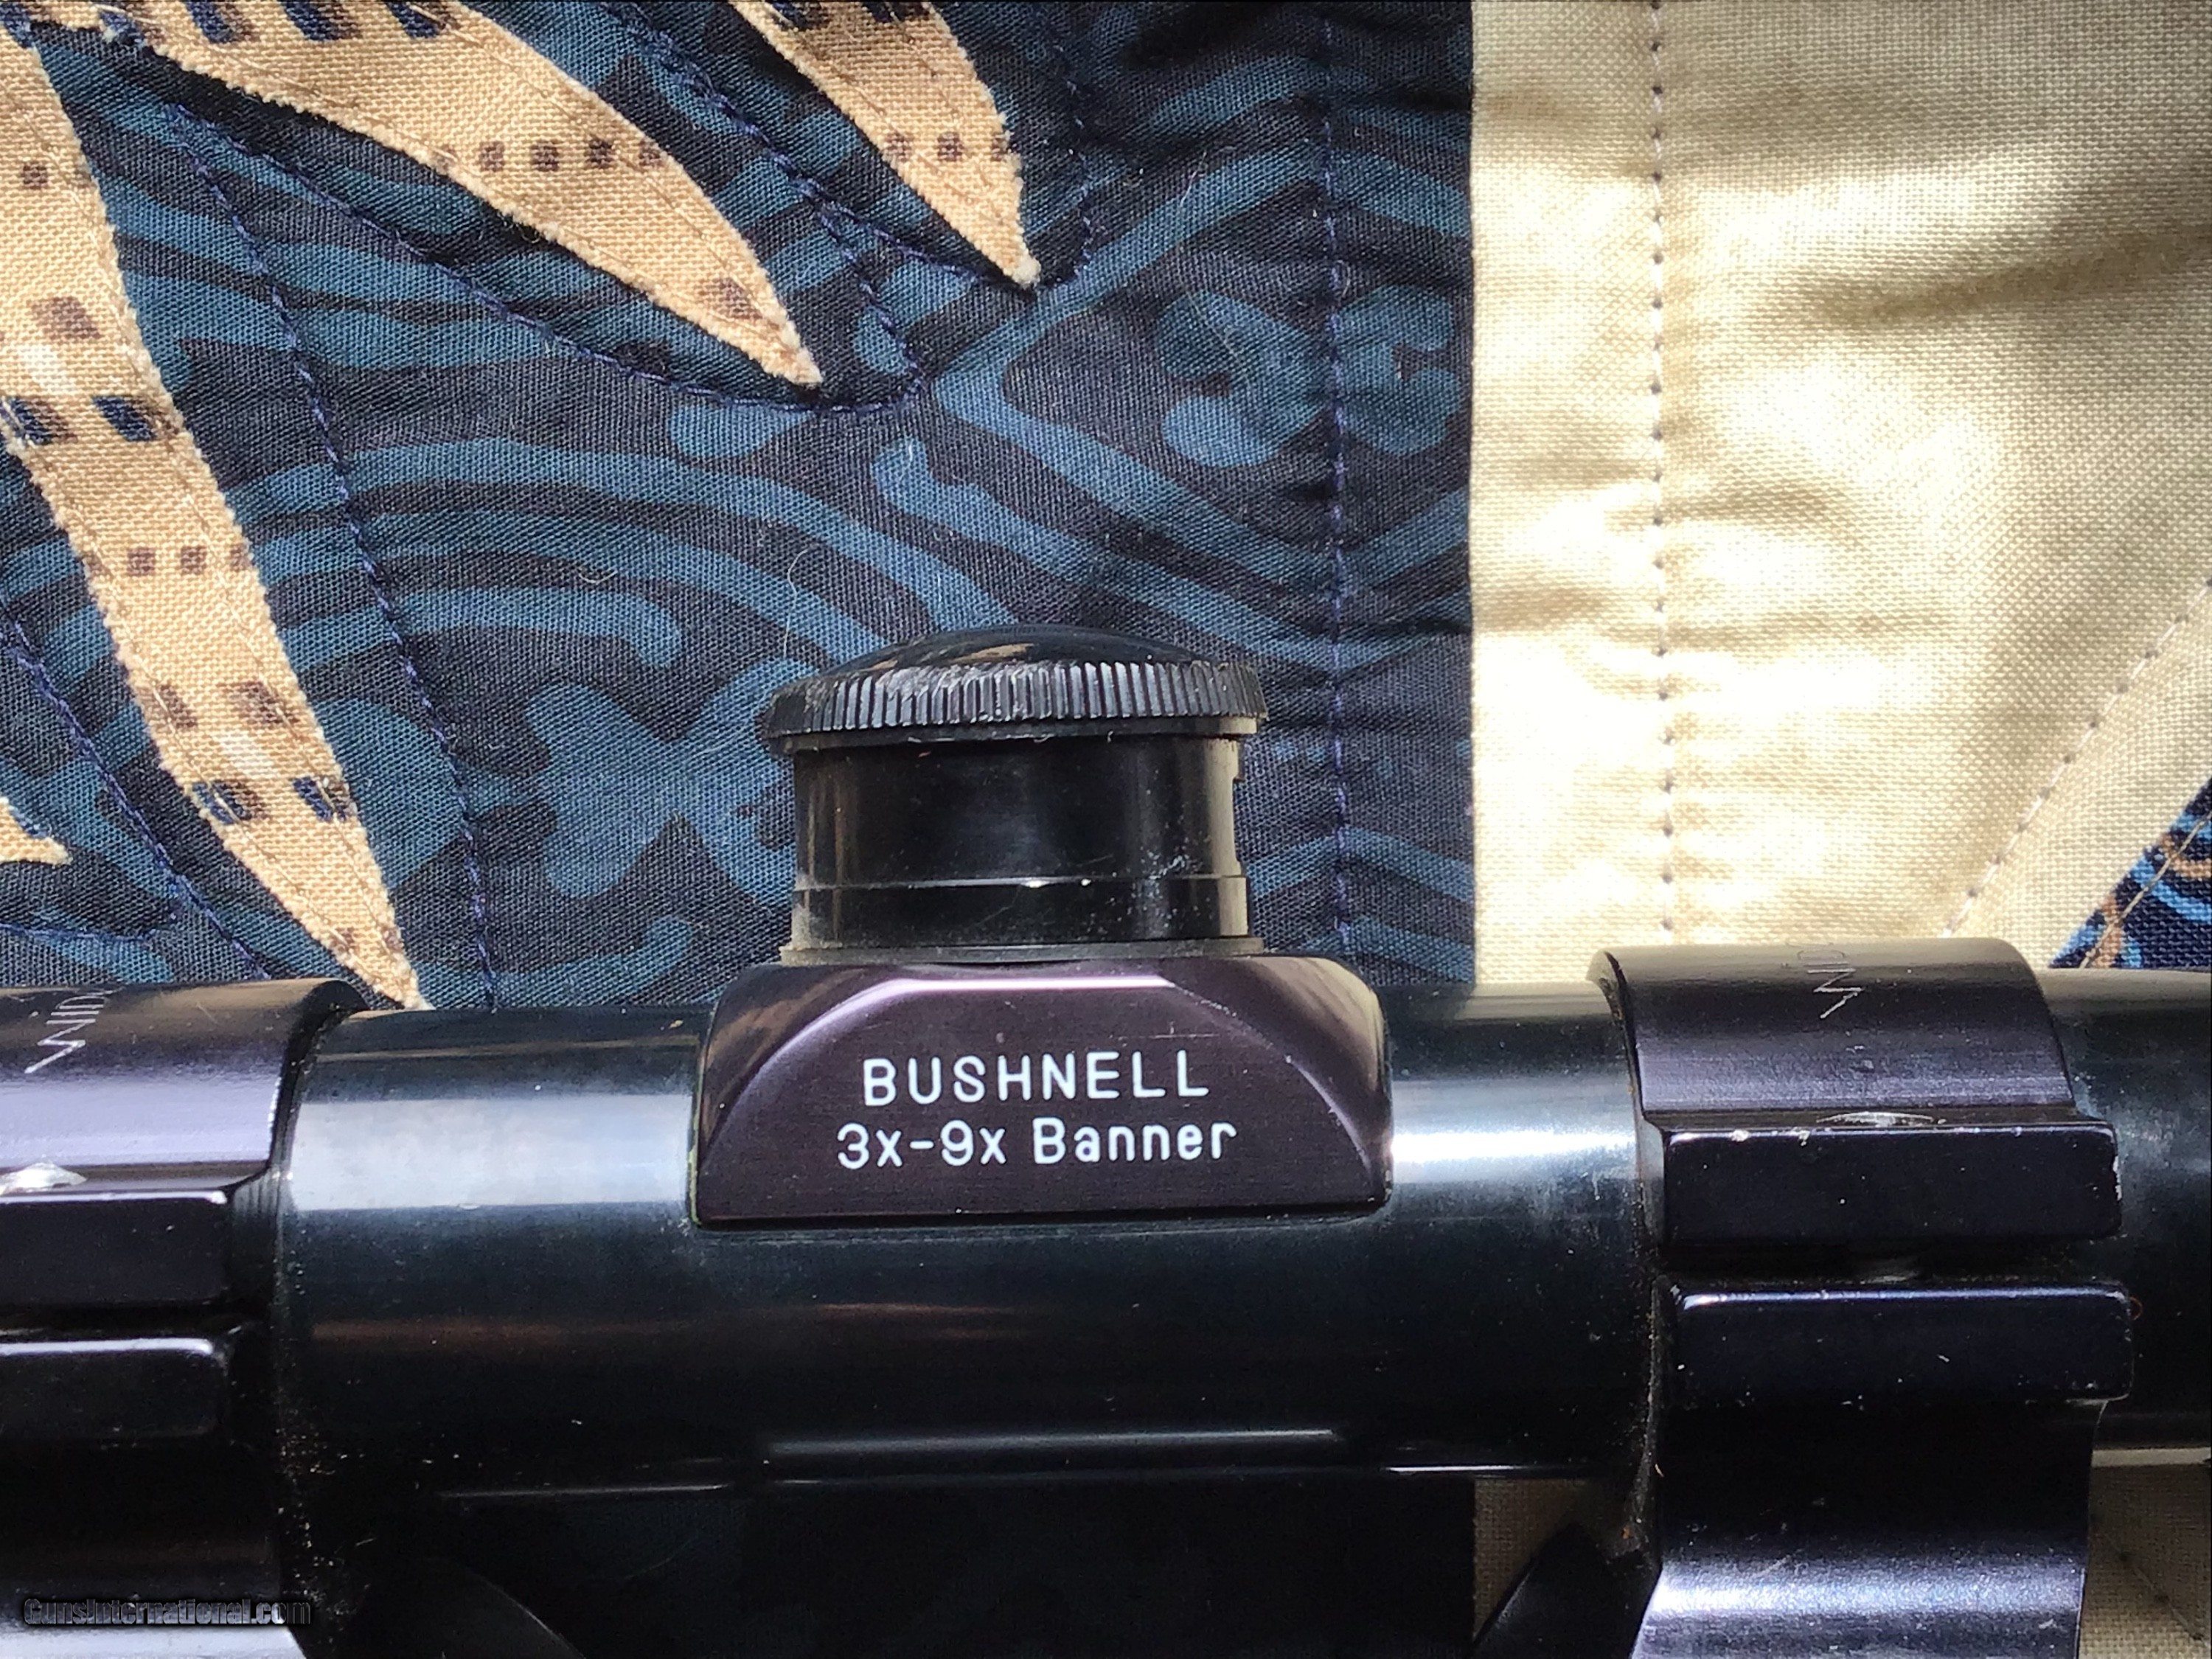 BUSHNELL
3x-9x Banner
GunsInternational.com